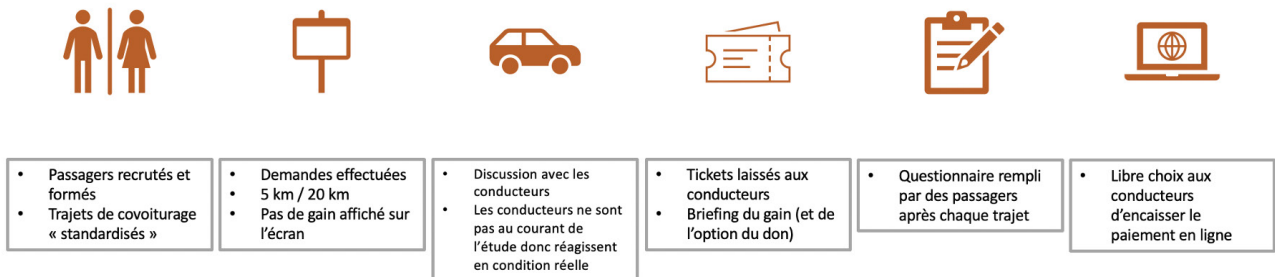 • Passagers recrutés et
formés
• Trajets de covoiturage
« standardisés »
• Demandes effectuées
• 5 km / 20 km
• Pas de gain affiché sur
l’écran
• Discussion avec les
conducteurs
• Les conducteurs ne sont
pas au courant de
l’étude donc réagissent
en condition réelle
• Tickets laissés aux
conducteurs
• Briefing du gain (et de
l’option du don)
• Questionnaire rempli
par des passagers
après chaque trajet
• Libre choix aux
conducteurs
d’encaisser le
paiement en ligne